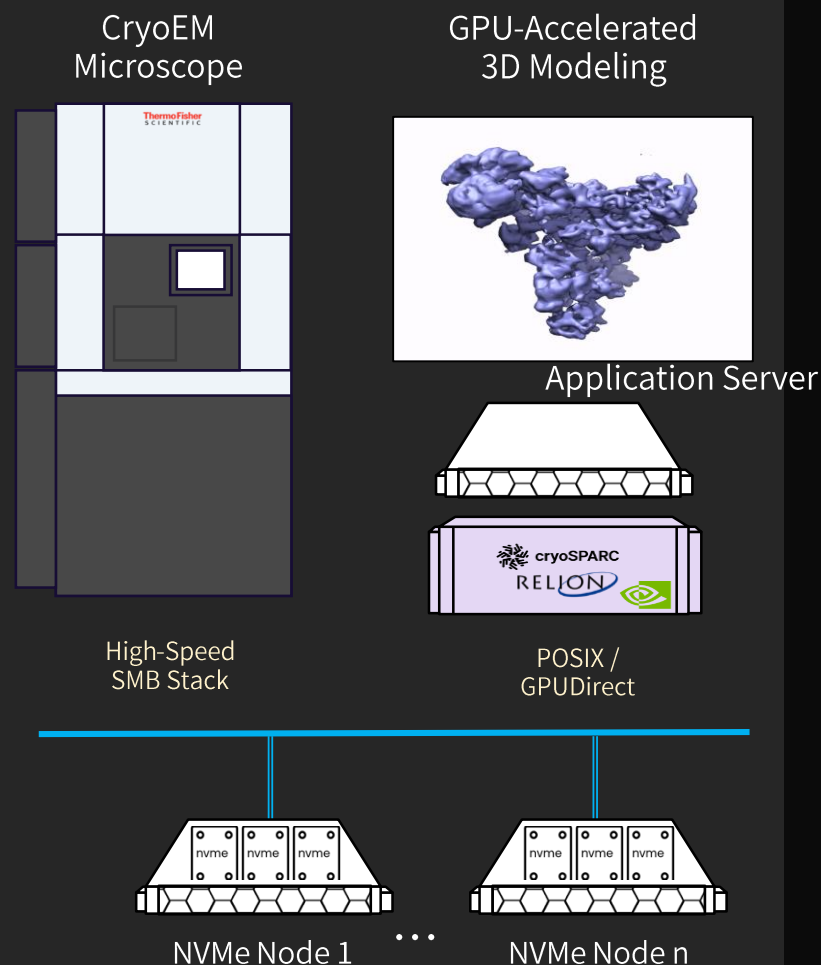 CryoEM
Microscope
GPU-Accelerated
3D Modeling
ThermoFisher
SCIENTIFIC
Application Server
cryoSPARC
RELION
High-Speed
SMB Stack
POSIX /
GPUDirect
nvme nvme nvme
nvme nvme nvme
NVMe Node 1
...
NVMe Node n